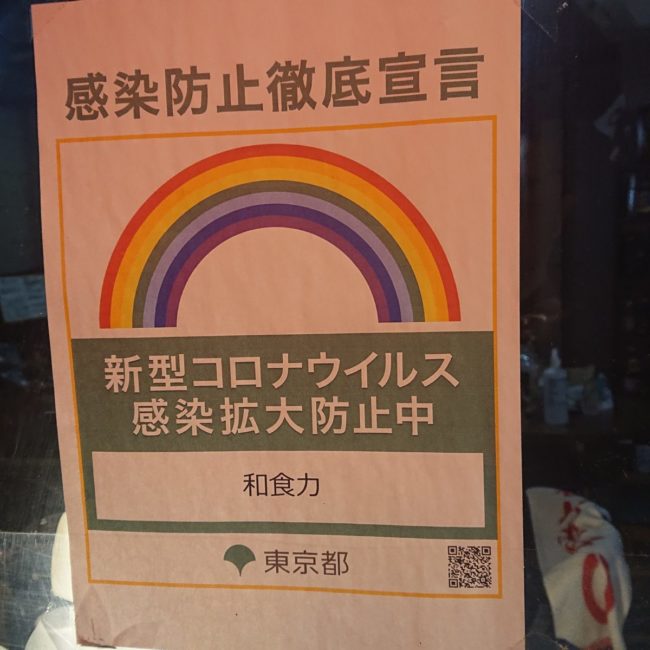 感染防止徹底宣言
新型コロナウイルス
感染拡大防止中
和食力
東京都